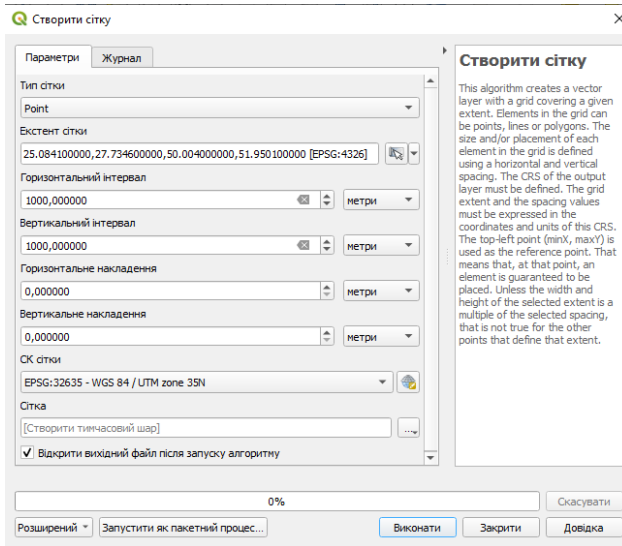 Створити сітку
Параметри
Журнал
Тип сітки
Point
Екстент сітки
25.084100000,27.734600000,50.004000000,51.950100000 [EPSG:4326]
Горизонтальний інтервал
1000,000000
метри
Вертикальний інтервал
1000,000000
метри
Горизонтальне накладення
0,000000
метри
Вертикальне накладення
0,000000
метри
СК сітки
EPSG:32635 - WGS 84 / UTM zone 35N
Сітка
[Створити тимчасовий шар]
...
Відкрити вихідний файл після запуску алгоритму
Створити сітку
This algorithm creates a vector
layer with a grid covering a given
extent. Elements in the grid can
be points, lines or polygons. The
size and/or placement of each
element in the grid is defined
using a horizontal and vertical
spacing. The CRS of the output
layer must be defined. The grid
extent and the spacing values
must be expressed in the
coordinates and units of this CRS.
The top-left point (minX, maxY) is
used as the reference point. That
means that, at that point, an
element is guaranteed to be
placed. Unless the width and
height of the selected extent is a
multiple of the selected spacing,
that is not true for the other
points that define that extent.
0%
Скасувати
Розширений
Запустити як пакетний процес...
Виконати
Закрити
Довідка